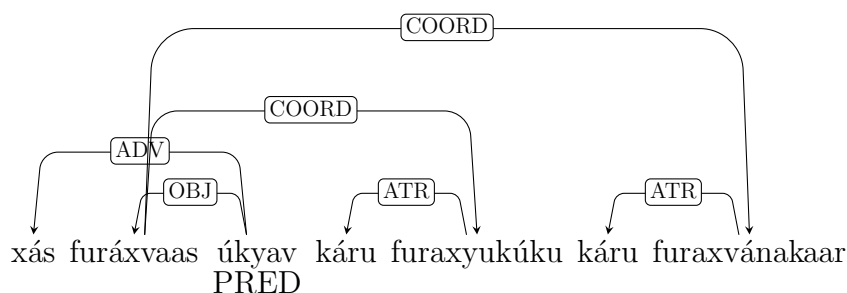 COORD
COORD
ADV
OBJ ATR ATR
xás furáxvaas úkyav káru furaxyukúku káru furaxvánakaar
PRED